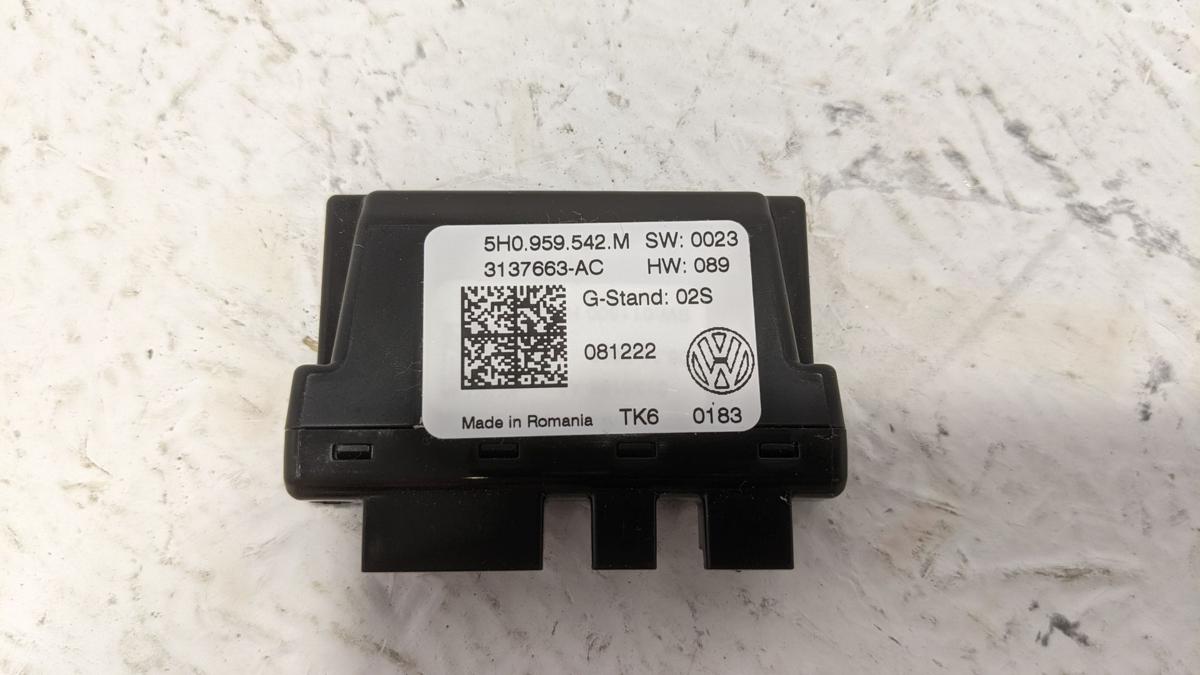 5H0.959.542.M SW: 0023
3137663-AC HW: 089
G-Stand: 02S
081222
Made in Romania TK6 0183